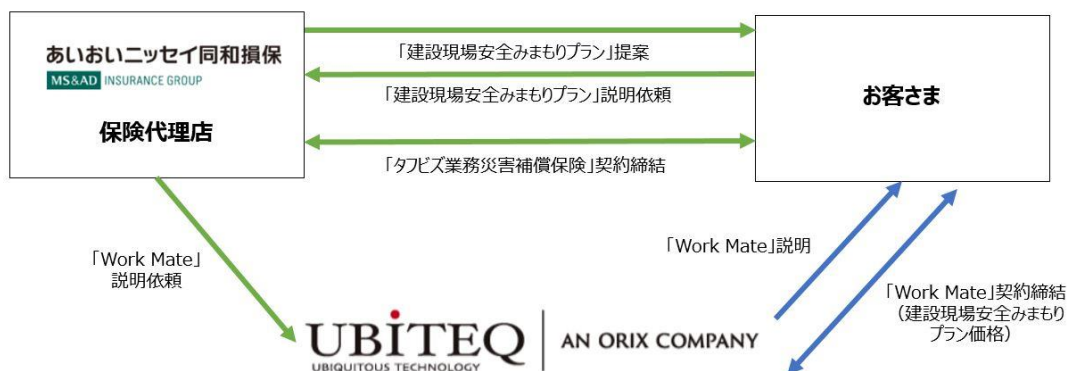 あいおいニッセイ同和損保
MS&AD INSURANCE GROUP
保険代理店
「建設現場安全みまもりプラン」提案
「建設現場安全みまもりプラン」説明依頼
「タフビズ業務災害補償保険」契約締結
お客さま
「Work Mate」
説明依頼
「Work Mate」説明
「Work Mate」契約締結
（建設現場安全みまもり
プラン価格）
UBiTEQ
UBIQUITOUS TECHNOLOGY
AN ORIX COMPANY